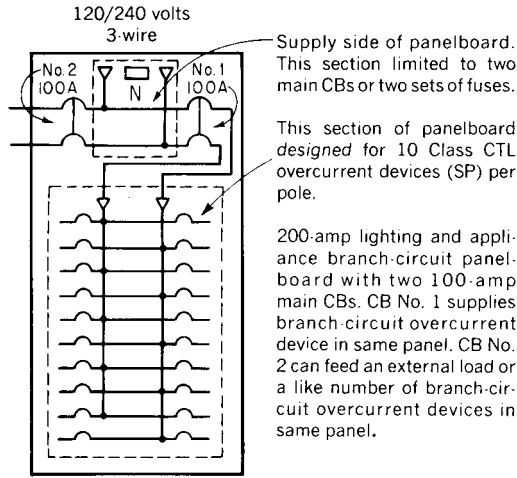 120/240 volts
3-wire
No. 2
100A
N
No. 1
100A
Supply side of panelboard.
This section limited to two
main CBs or two sets of fuses.
This section of panelboard
designed for 10 Class CTL
overcurrent devices (SP) per
pole.
200-amp lighting and appli-
ance branch-circuit panel-
board with two 100-amp
main CBs. CB No. 1 supplies
branch-circuit overcurrent
device in same panel. CB No.
2 can feed an external load or
a like number of branch-cir-
cuit overcurrent devices in
same panel.